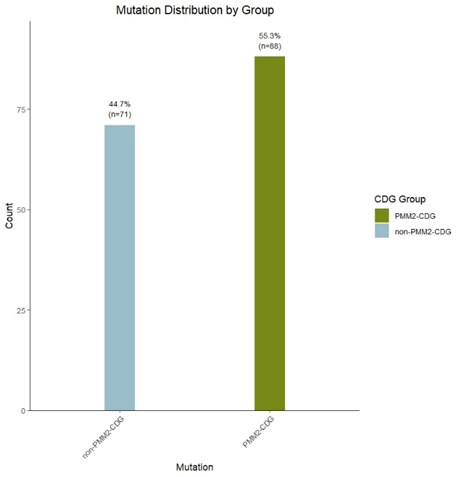 Mutation Distribution by Group
55.3%
(n=88)
44.7%
(n=71)
75
50
25
0
Count
non-PMM2-CDG
PMM2-CDG
Mutation
CDG Group
PMM2-CDG
non-PMM2-CDG